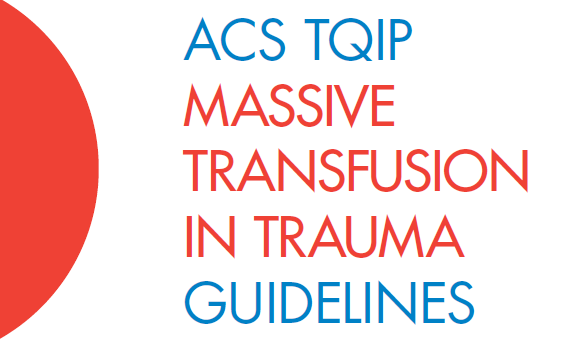 ACS TQIP
MASSIVE
TRANSFUSION
IN TRAUMA
GUIDELINES